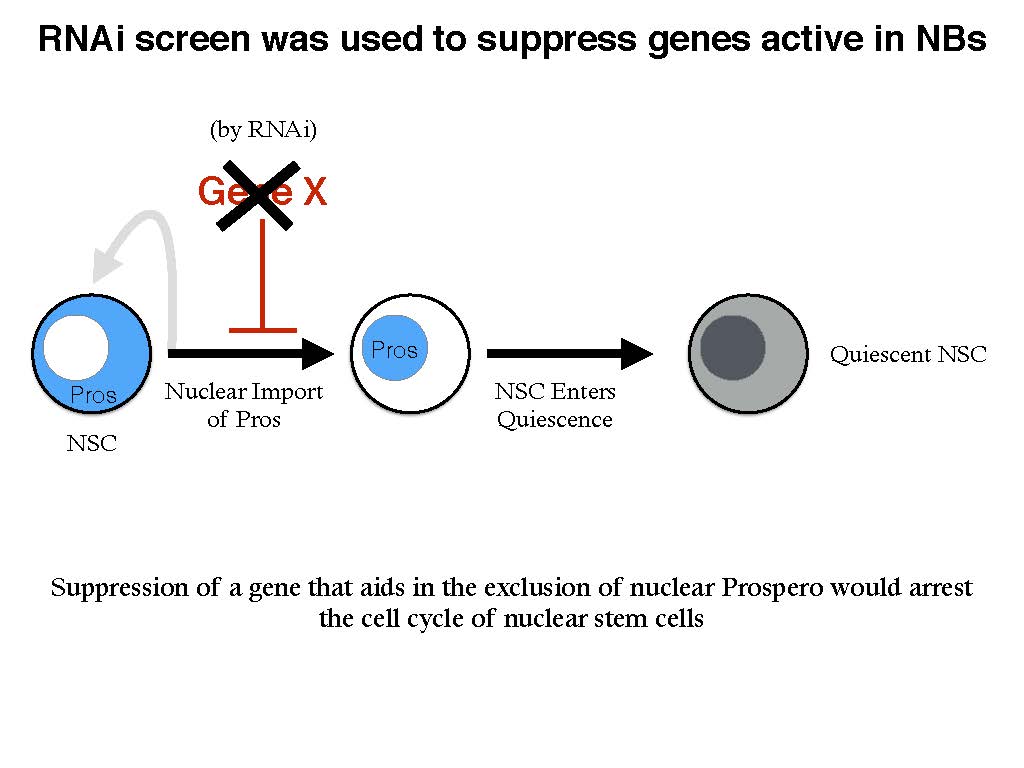 RNAi screen was used to suppress genes active in NBs
(by RNAi)
Gene X
Pros
Pros
Quiescent NSC
Nuclear Import
of Pros
NSC Enters
Quiescence
NSC
Suppression of a gene that aids in the exclusion of nuclear Prospero would arrest
the cell cycle of nuclear stem cells